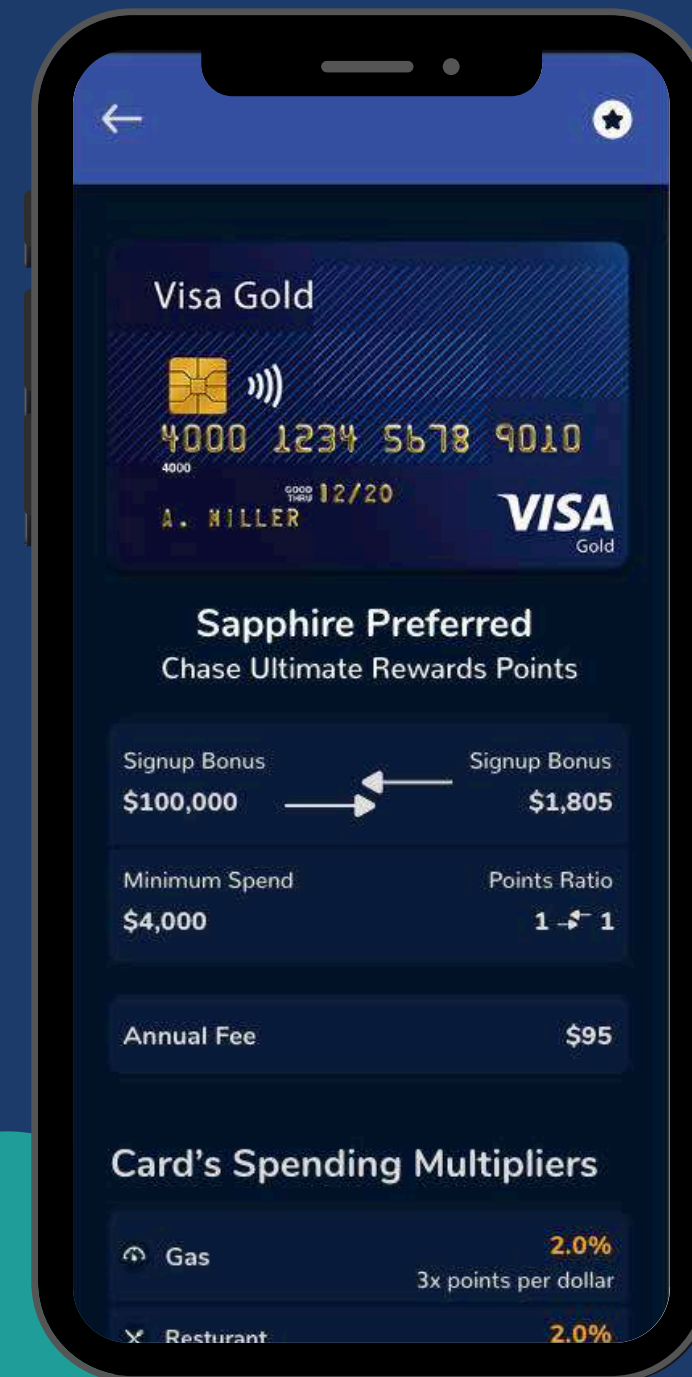 Visa Gold
4000 1234 5678 9010
4000
GOOD THRU 12/20
A. MILLER
VISA
Gold
Sapphire Preferred
Chase Ultimate Rewards Points
Signup Bonus Signup Bonus
$100,000 $1,805
Minimum Spend Points Ratio
$4,000 1 1
Annual Fee $95
Card's Spending Multipliers
Gas 2.0%
3x points per dollar
Resturant 2.0%